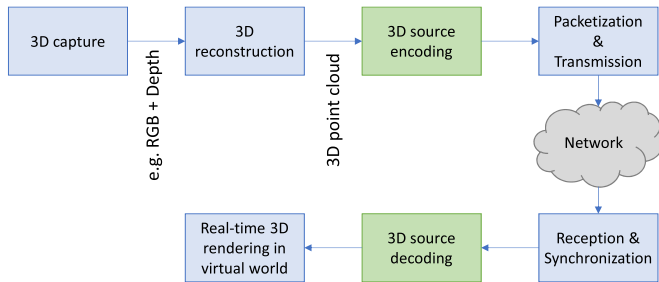 3D capture
e.g. RGB + Depth
3D
reconstruction
3D point cloud
3D source
encoding
Packetization
&
Transmission
Network
Reception &
Synchronization
3D source
decoding
Real-time 3D
rendering in
virtual world